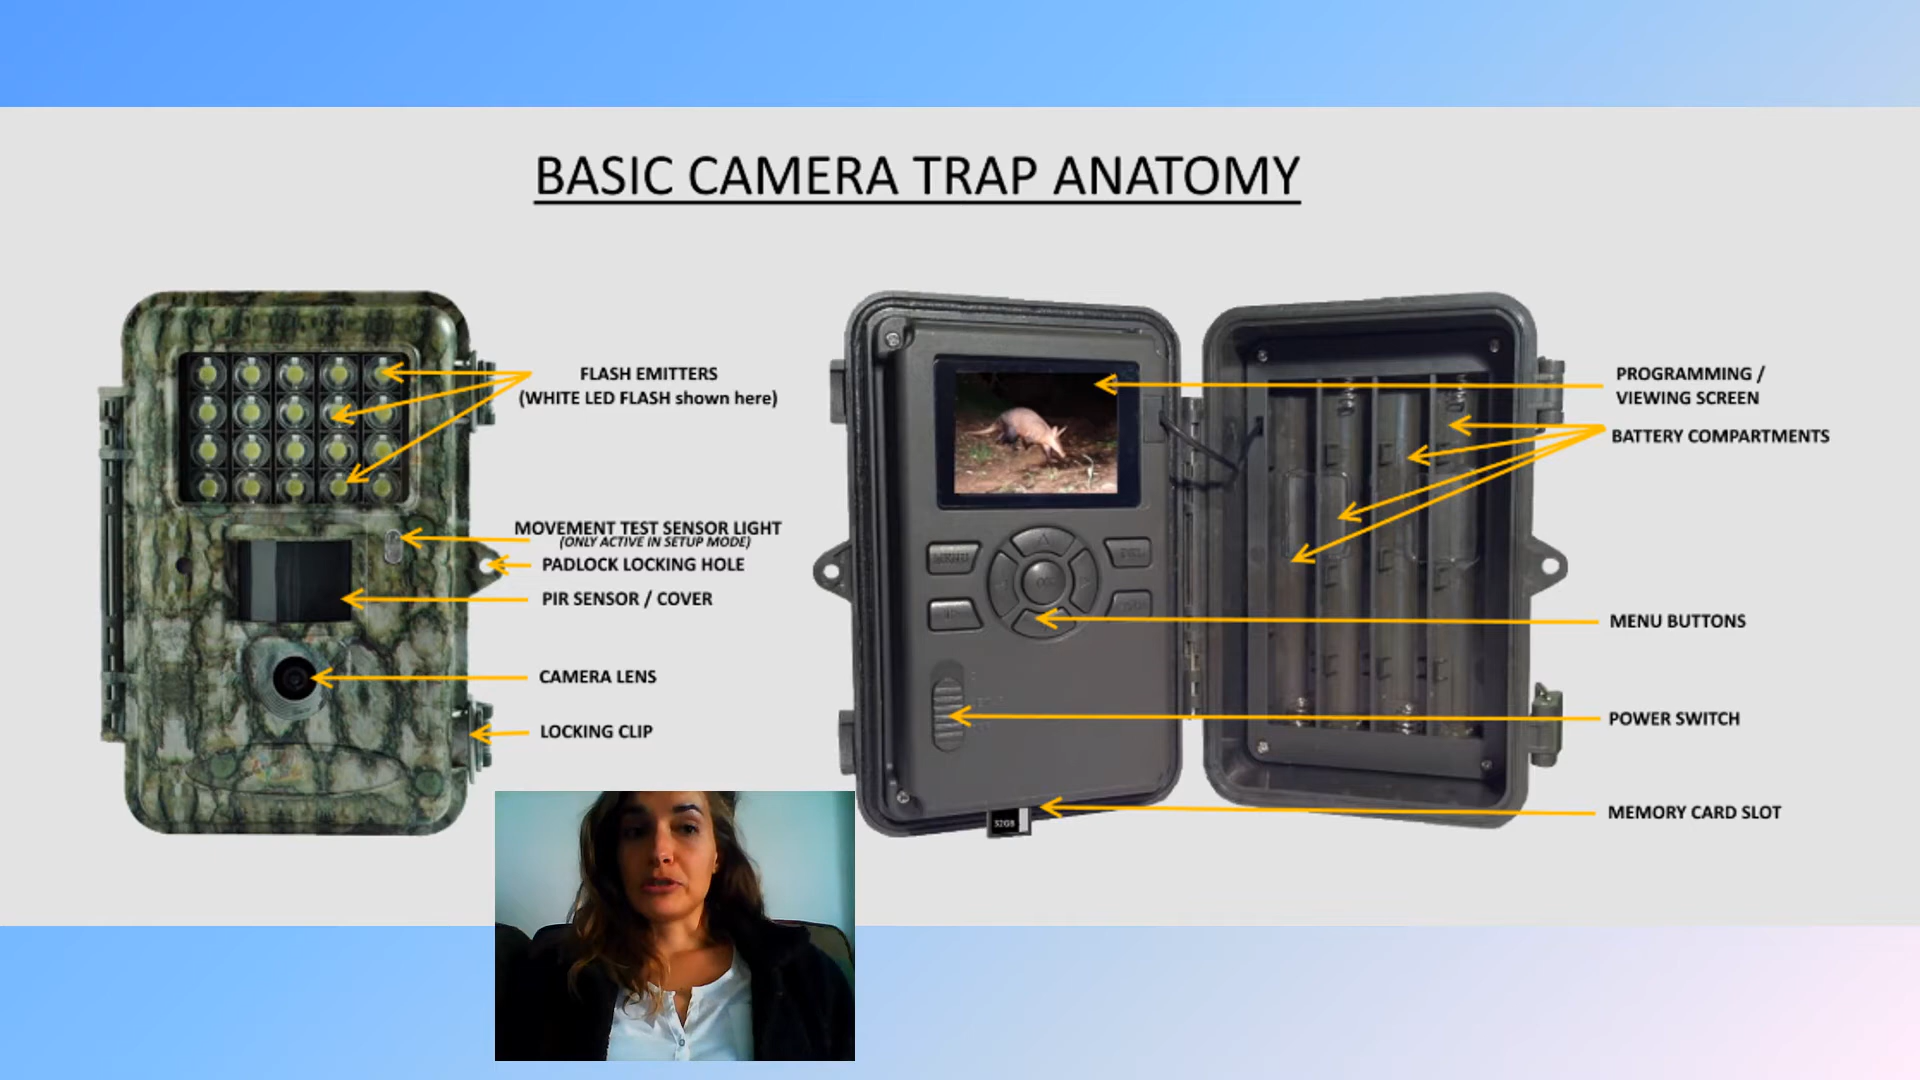 BASIC CAMERA TRAP ANATOMY
FLASH EMITTERS
(WHITE LED FLASH shown here)
MOVEMENT TEST SENSOR LIGHT
(ONLY ACTIVE IN SETUP MODE)
PADLOCK LOCKING HOLE
PIR SENSOR / COVER
CAMERA LENS
LOCKING CLIP
PROGRAMMING /
VIEWING SCREEN
BATTERY COMPARTMENTS
MENU BUTTONS
POWER SWITCH
MEMORY CARD SLOT
MENU
OK
32GB